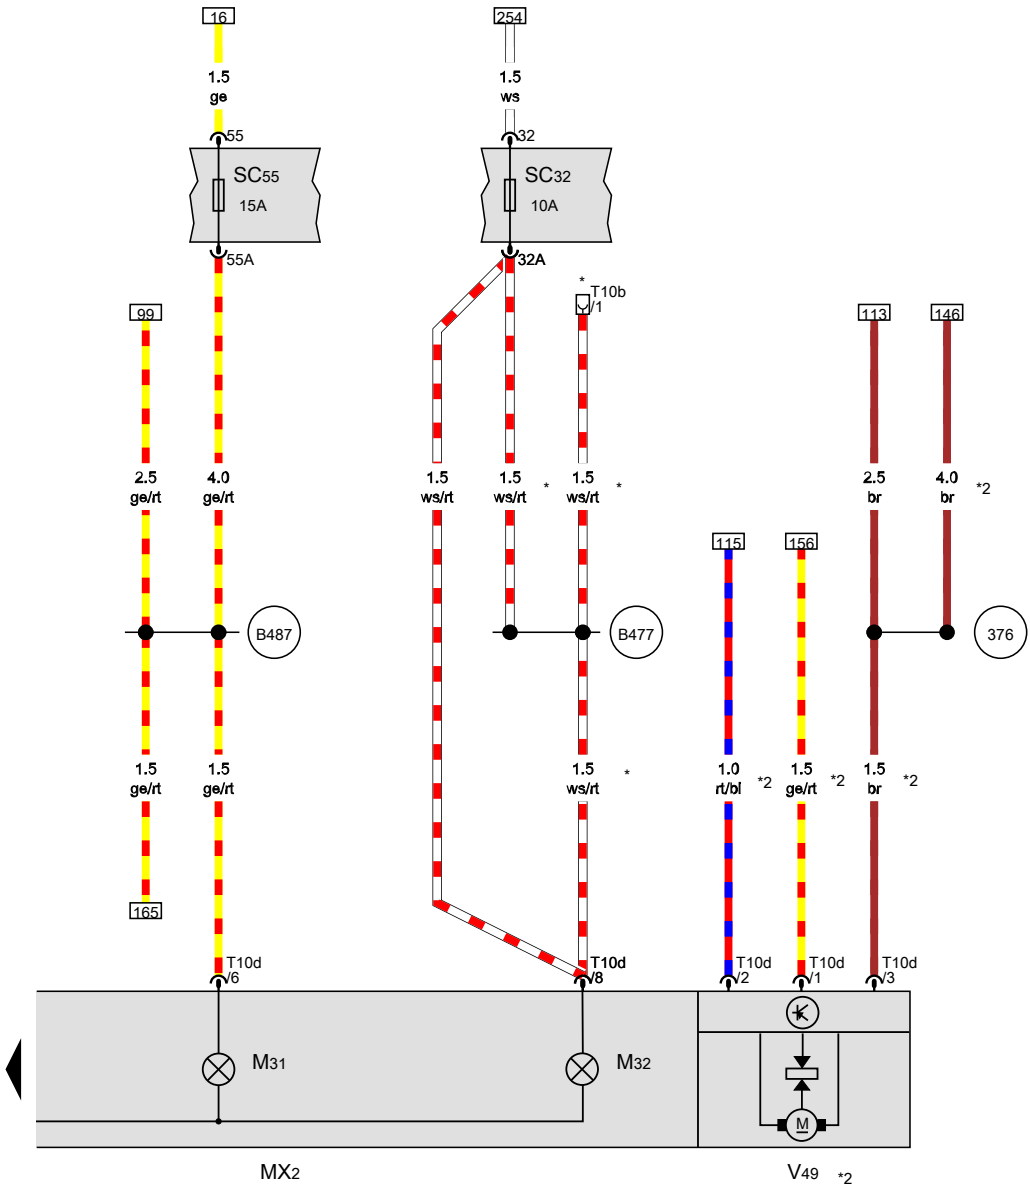 16
254
1.5
ge
1.5
ws
55
32
SC55
15A
SC32
10A
55A
32A
*
T10b
/1
99
113
146
2.5
ge/rt
4.0
ge/rt
1.5
ws/rt
1.5
ws/rt
*
1.5
ws/rt
*
2.5
br
4.0
br
*2
115
156
B487
B477
376
1.5
ge/rt
1.5
ge/rt
1.5
ws/rt
*
1.0
rt/bl
*2
1.5
ge/rt
*2
1.5
br
*2
165
T10d
/6
T10d
/8
T10d
/2
T10d
/1
T10d
/3
M31
M32
M
MX2
V49
*2